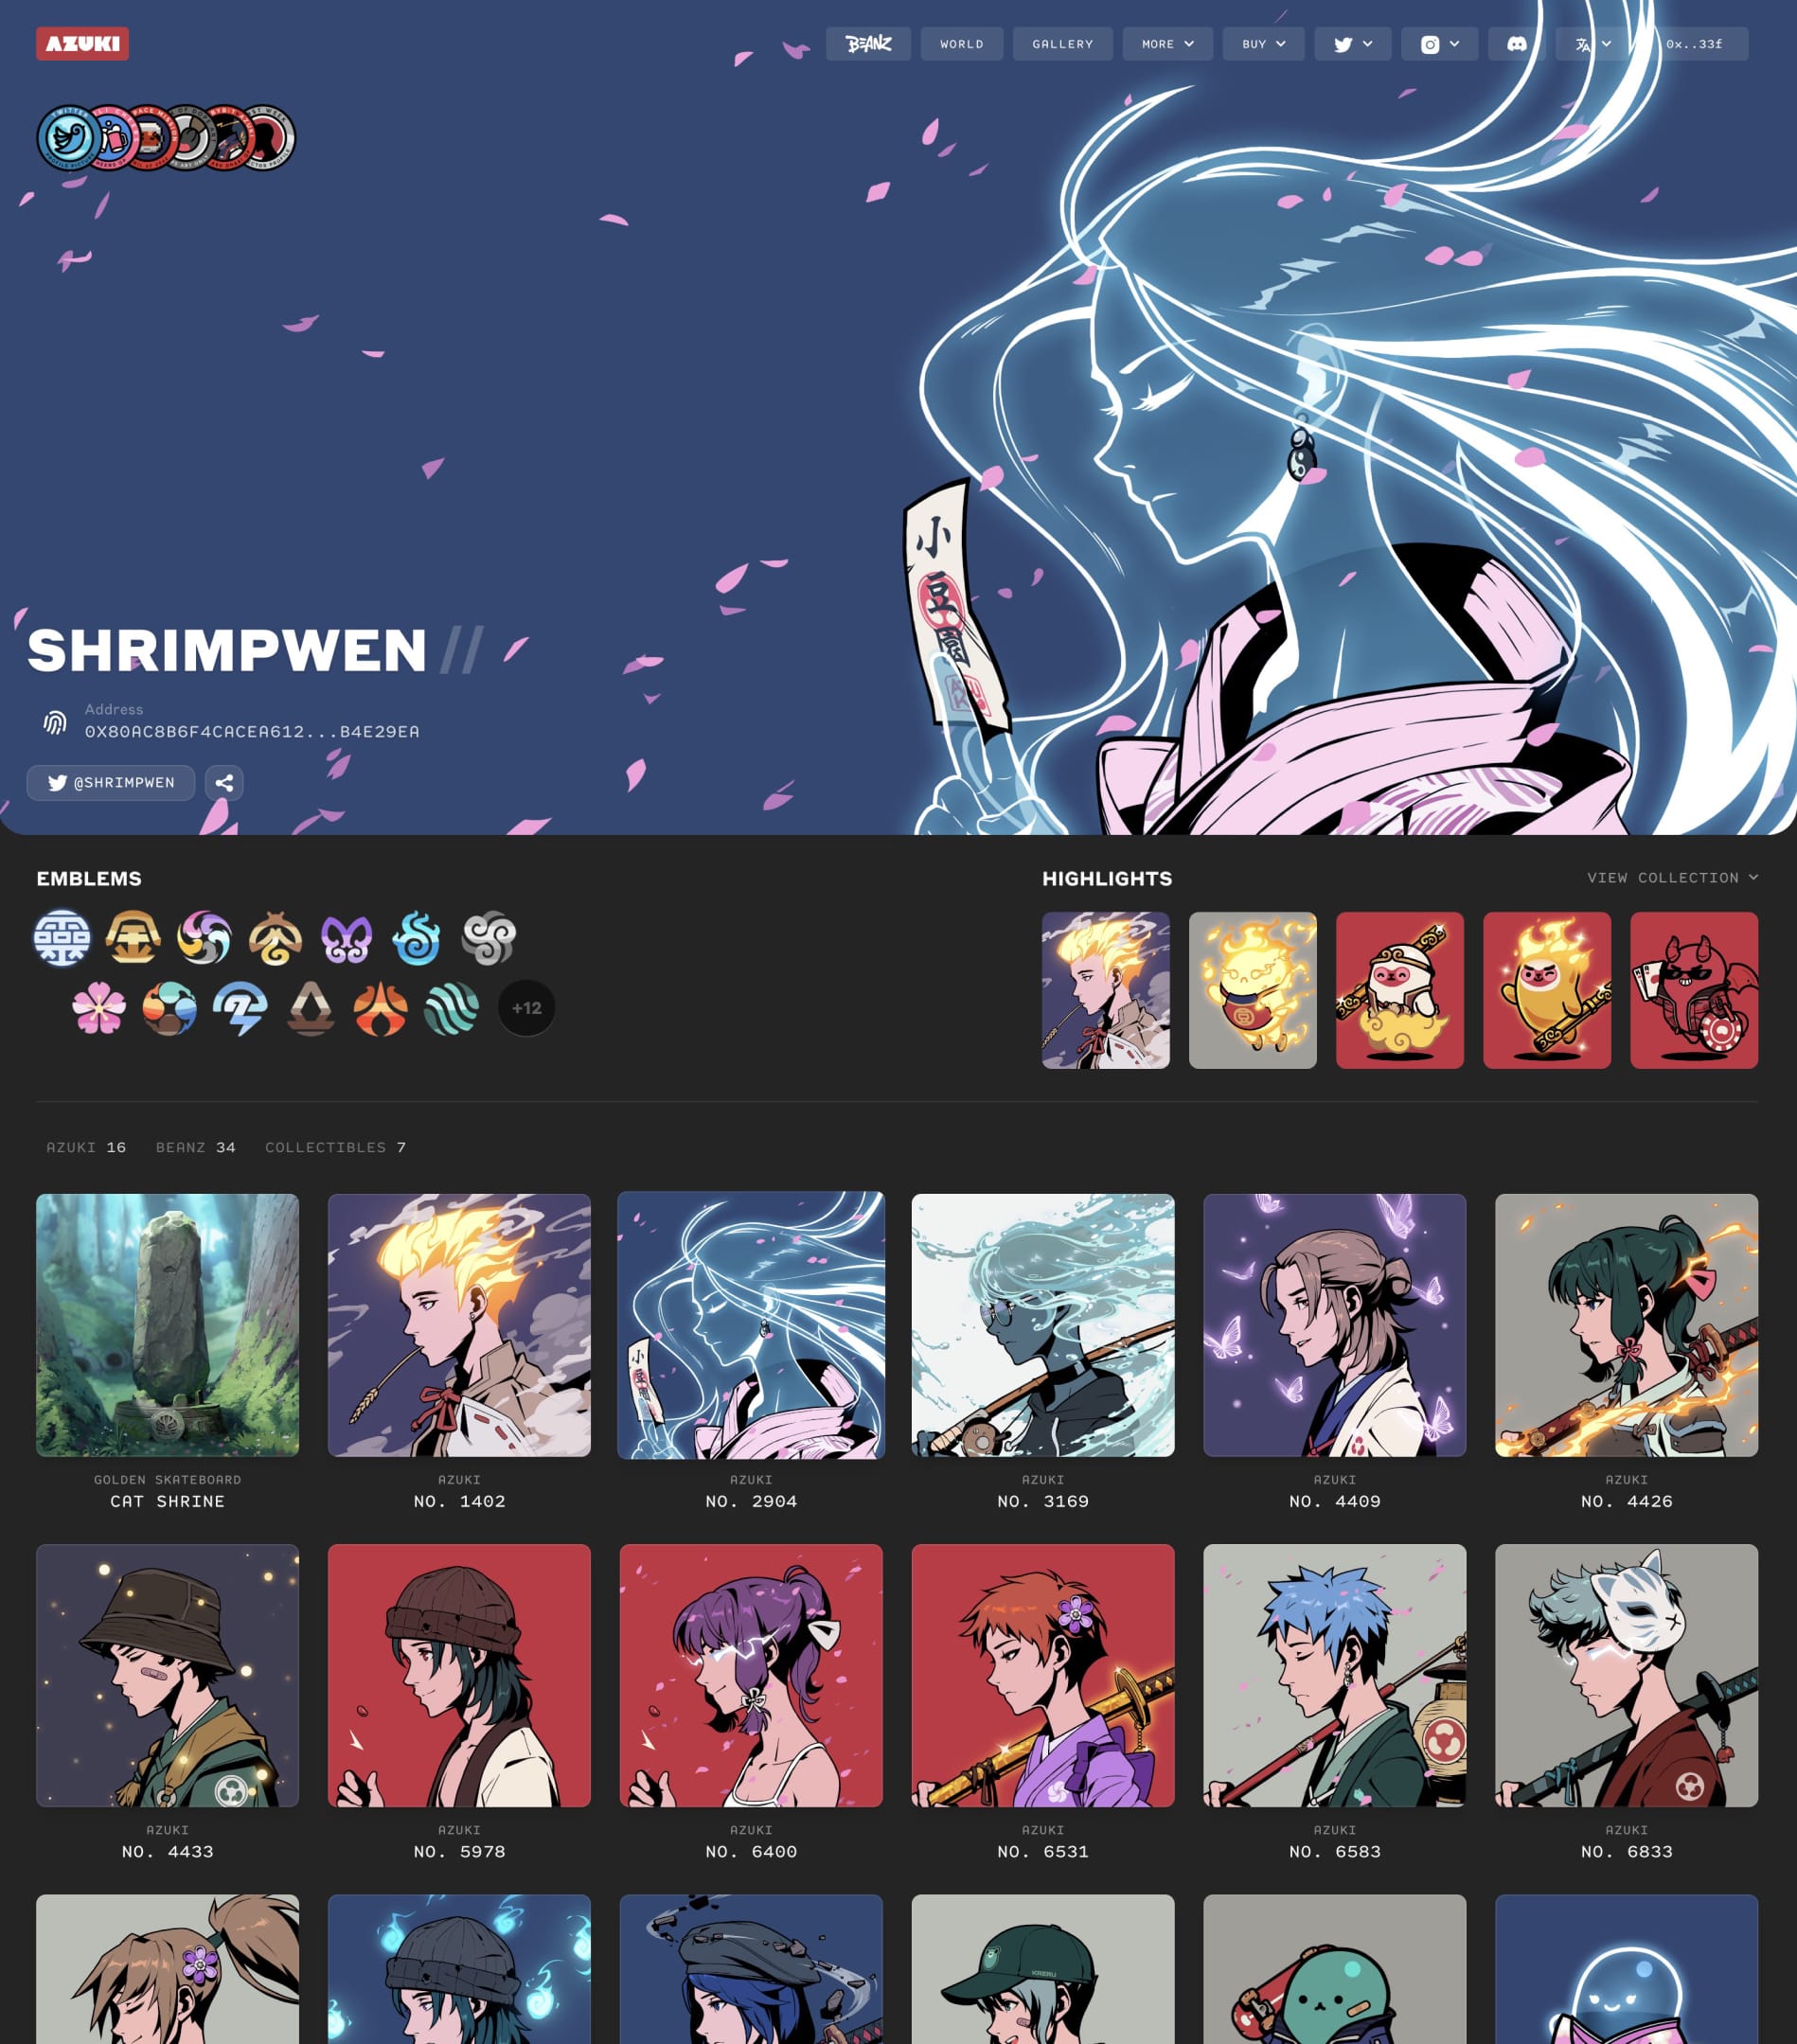 AZUKI
BEANZ
WORLD
GALLERY
MORE
BUY
0x..33f
小
豆
園
SHRIMPWEN //
Address
0X80AC8B6F4CACEA612...B4E29EA
@SHRIMPWEN
EMBLEMS
+12
HIGHLIGHTS
VIEW COLLECTION
AZUKI 16 BEANZ 34 COLLECTIBLES 7
GOLDEN SKATEBOARD
CAT SHRINE
AZUKI
NO. 1402
AZUKI
NO. 2904
AZUKI
NO. 3169
AZUKI
NO. 4409
AZUKI
NO. 4426
AZUKI
NO. 4433
AZUKI
NO. 5978
AZUKI
NO. 6400
AZUKI
NO. 6531
AZUKI
NO. 6583
AZUKI
NO. 6833